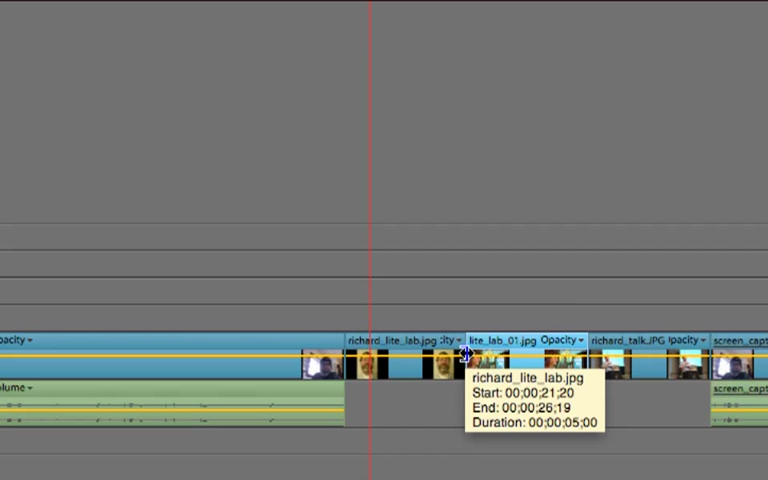 pacity
richard_lite_lab.jpg :ity
lite_lab_01.jpg Opacity
richard_talk.JPG
screen_capt
richard_lite_lab.jpg
Start: 00;00;21;20
End: 00;00;26;19
Duration: 00;00;05;00
olume
screen_capt